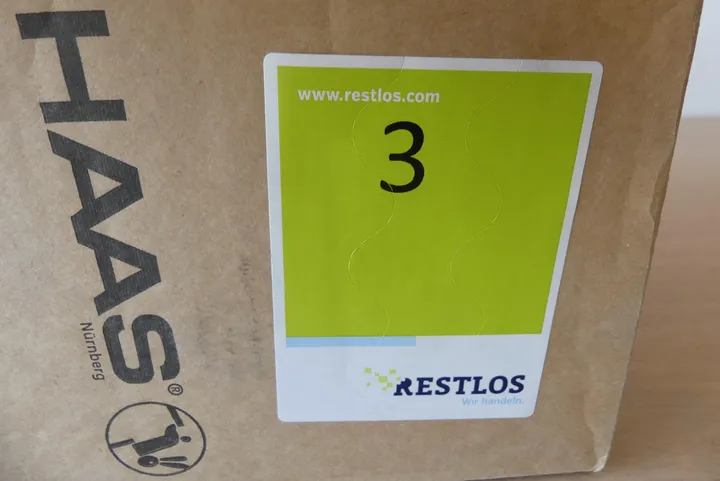 HAAS®
Nürnberg
www.restlos.com
3
RESTLOS
Wir handeln.